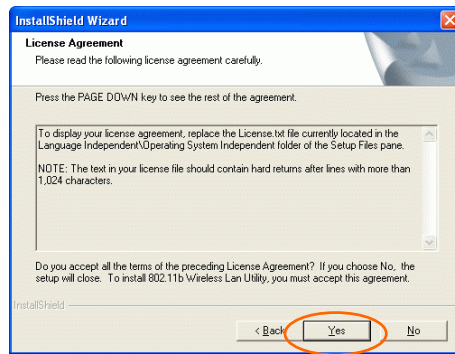 InstallShield Wizard
License Agreement
Please read the following license agreement carefully.
Press the PAGE DOWN key to see the rest of the agreement.
To display your license agreement, replace the License.txt file currently located in the
Language Independent\Operating System Independent folder of the Setup Files pane.
NOTE: The text in your license file should contain hard returns after lines with more than
1,024 characters.
Do you accept all the terms of the preceding License Agreement? If you choose No, the
setup will close. To install 802.11b Wireless Lan Utility, you must accept this agreement.
InstallShield
< Back
Yes
No